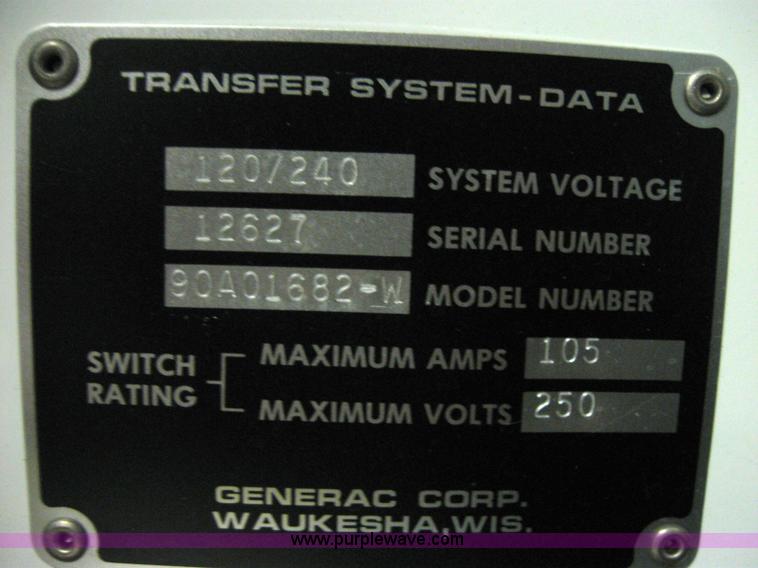 TRANSFER SYSTEM-DATA
120/240 SYSTEM VOLTAGE
12627 SERIAL NUMBER
90A01682-W MODEL NUMBER
SWITCH RATING
MAXIMUM AMPS 105
MAXIMUM VOLTS 250
GENERAC CORP.
WAUKESHA, WIS.
www.purplewave.com